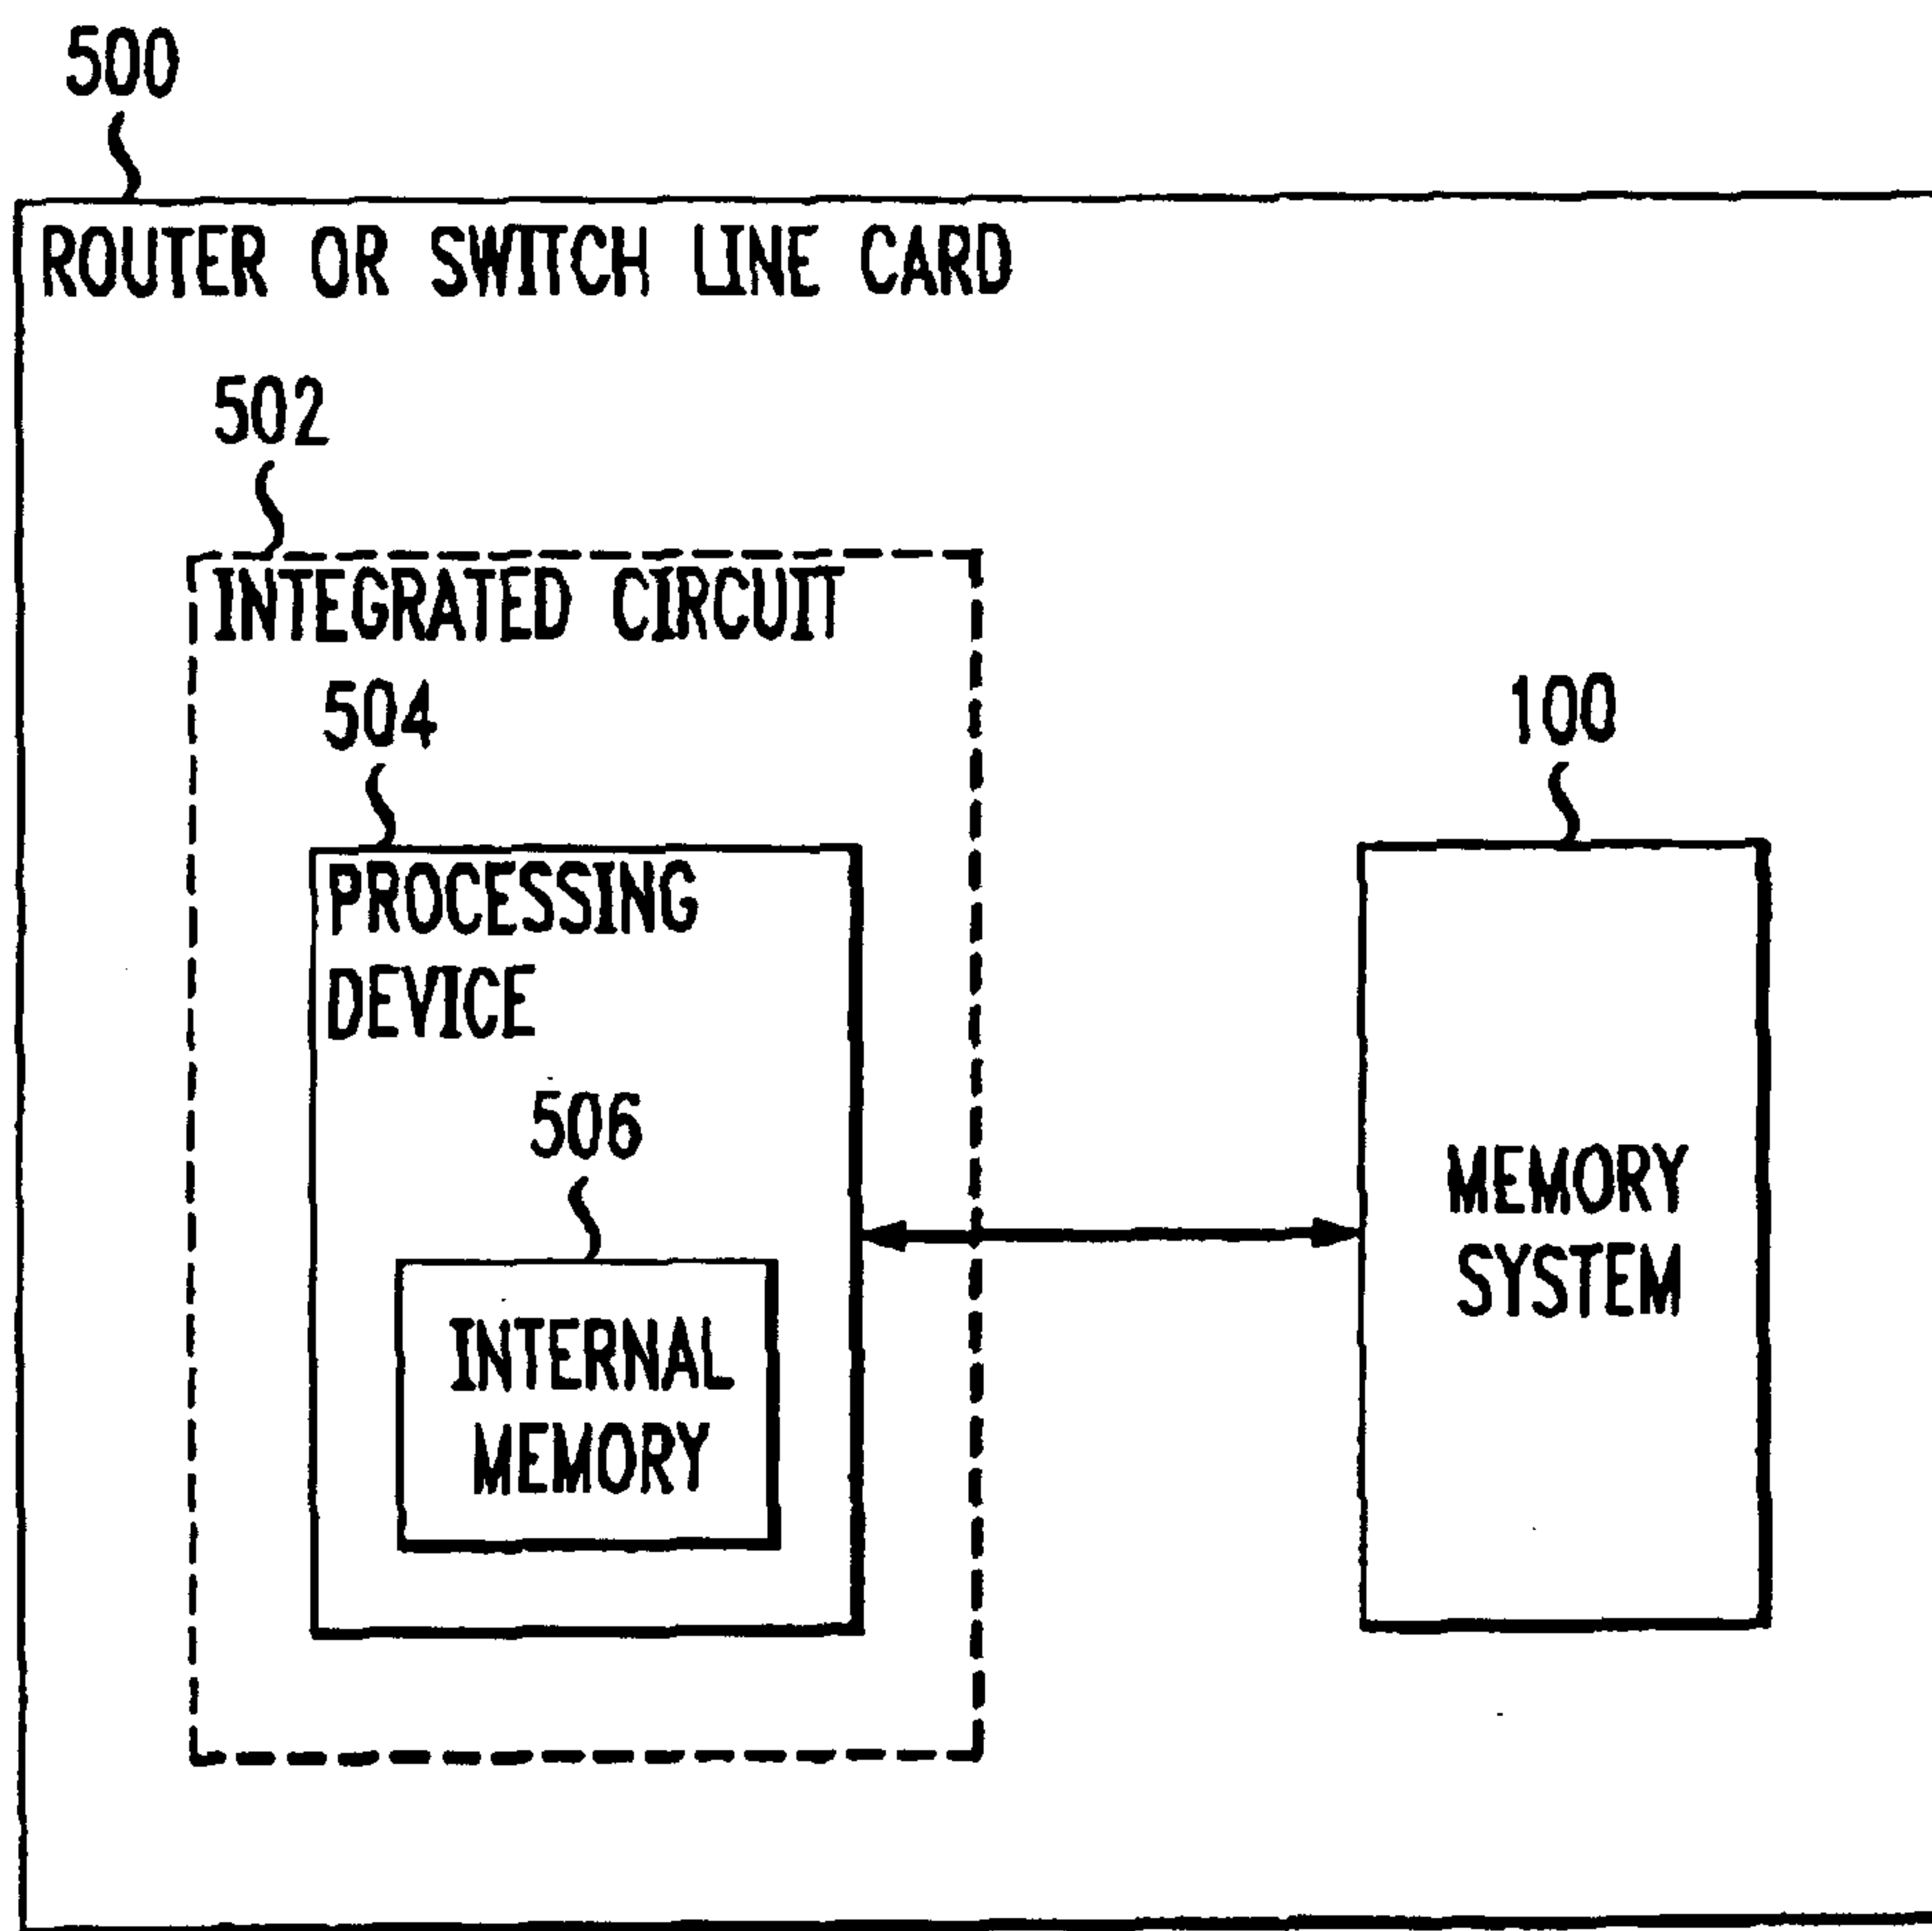 500
ROUTER OR SWITCH LINE CARD
502
INTEGRATED CIRCUIT
504
100
PROCESSING
DEVICE
506
MEMORY
SYSTEM
INTERNAL
MEMORY